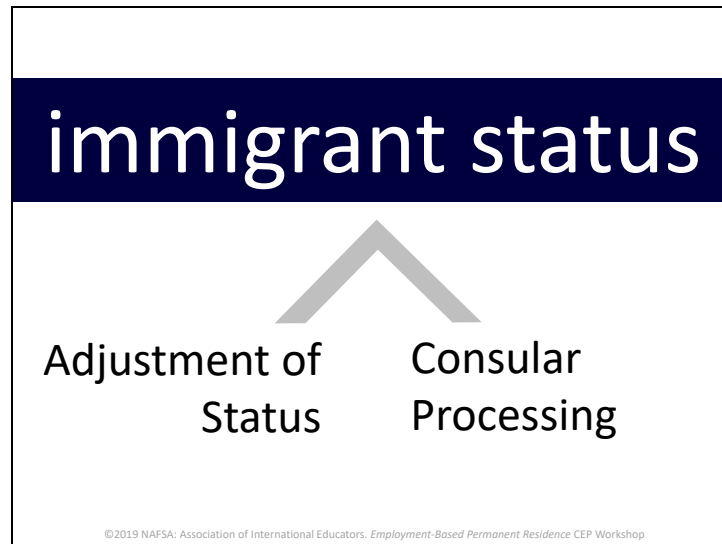 immigrant status
Adjustment of
Status
Consular
Processing
©2019 NAFSA: Association of International Educators. Employment-Based Permanent Residence CEP Workshop